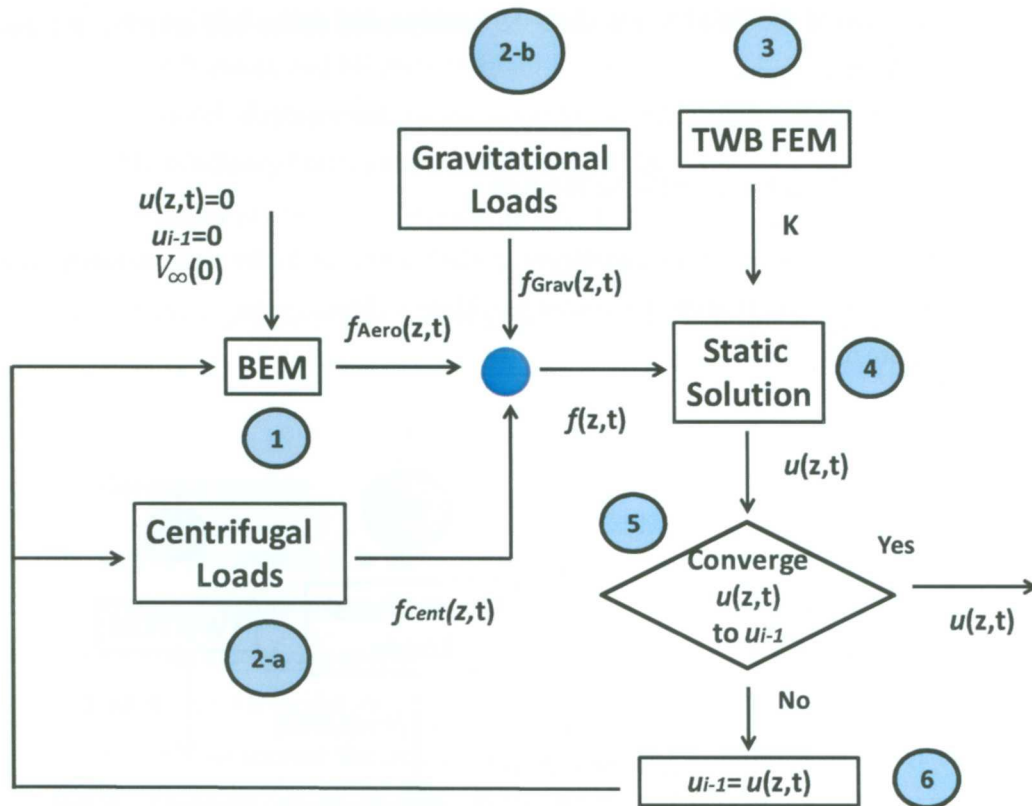 2-b
3
Gravitational
Loads
TWB FEM
u(z,t)=0
ui-1=0
V∞(0)
K
fGrav(z,t)
fAero(z,t)
BEM
Static
Solution
4
f(z,t)
1
u(z,t)
Centrifugal
Loads
5
Converge
u(z,t)
to ui-1
Yes
fCent(z,t)
u(z,t)
2-a
No
ui-1= u(z,t)
6